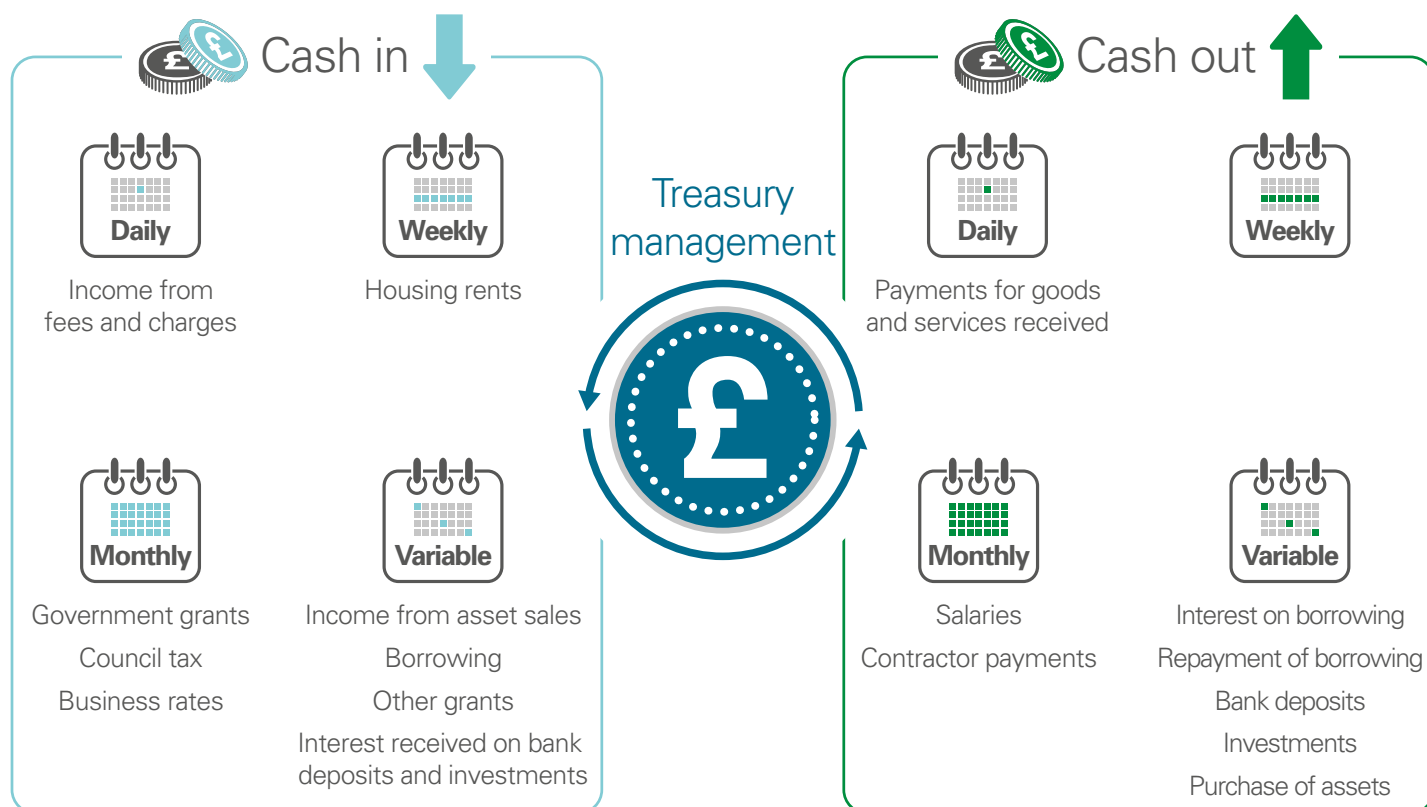 £ £ Cash in
Daily
Income from
fees and charges
Weekly
Housing rents
Monthly
Government grants
Council tax
Business rates
Variable
Income from asset sales
Borrowing
Other grants
Interest received on bank
deposits and investments
Treasury
management
£
£ £ Cash out
Daily
Payments for goods
and services received
Weekly
Monthly
Salaries
Contractor payments
Variable
Interest on borrowing
Repayment of borrowing
Bank deposits
Investments
Purchase of assets